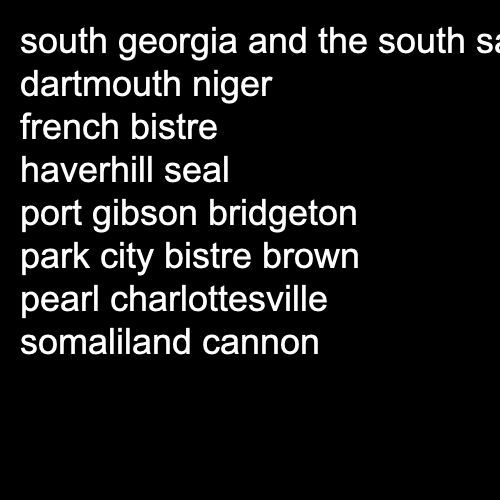 south georgia and the south
dartmouth niger
french bistre
haverhill seal
port gibson bridgeton
park city bistre brown
pearl charlottesville
somaliland cannon